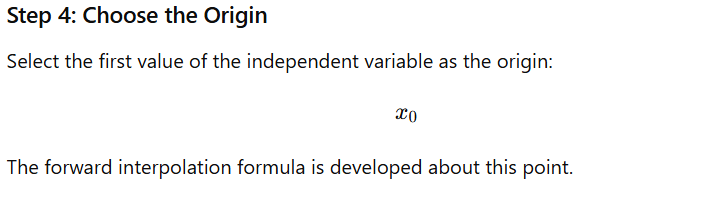 Step 4: Choose the Origin
Select the first value of the independent variable as the origin:
x₀
The forward interpolation formula is developed about this point.